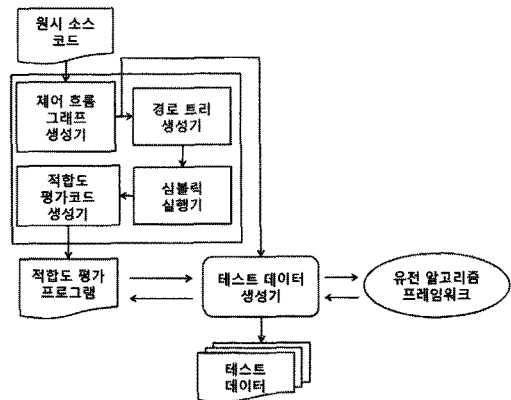 원시 소스
코드
제어 흐름
그래프
생성기
경로 트리
생성기
적합도
평가코드
생성기
심볼릭
실행기
적합도 평가
프로그램
테스트 데이터
생성기
유전 알고리즘
프레임워크
테스트
데이터